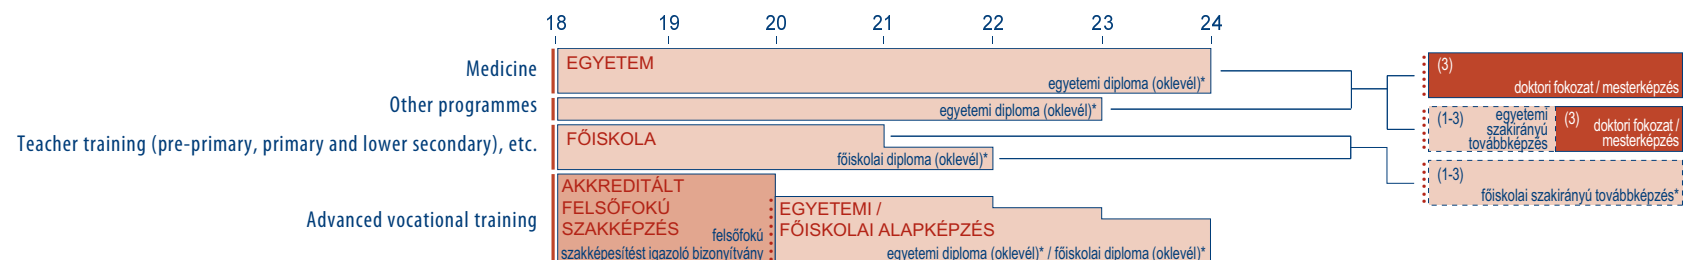 18 19 20 21 22 23 24
Medicine
EGYETEM
egyetemi diploma (oklevél)*
(3)
doktori fokozat / mesterképzés
Other programmes
egyetemi diploma (oklevél)*
(1-3) egyetemi
szakirányú
továbbképzés
(3) doktori fokozat /
mesterképzés
Teacher training (pre-primary, primary and lower secondary), etc.
FŐISKOLA
főiskolai diploma (oklevél)*
(1-3)
főiskolai szakirányú továbbképzés*
Advanced vocational training
AKKREDITÁLT
FELSŐFOKÚ
SZAKKÉPZÉS
felsőfokú
szakképesítést igazoló bizonyítvány
EGYETEMI /
FŐISKOLAI ALAPKÉPZÉS
egyetemi diploma (oklevél)* / főiskolai diploma (oklevél)*